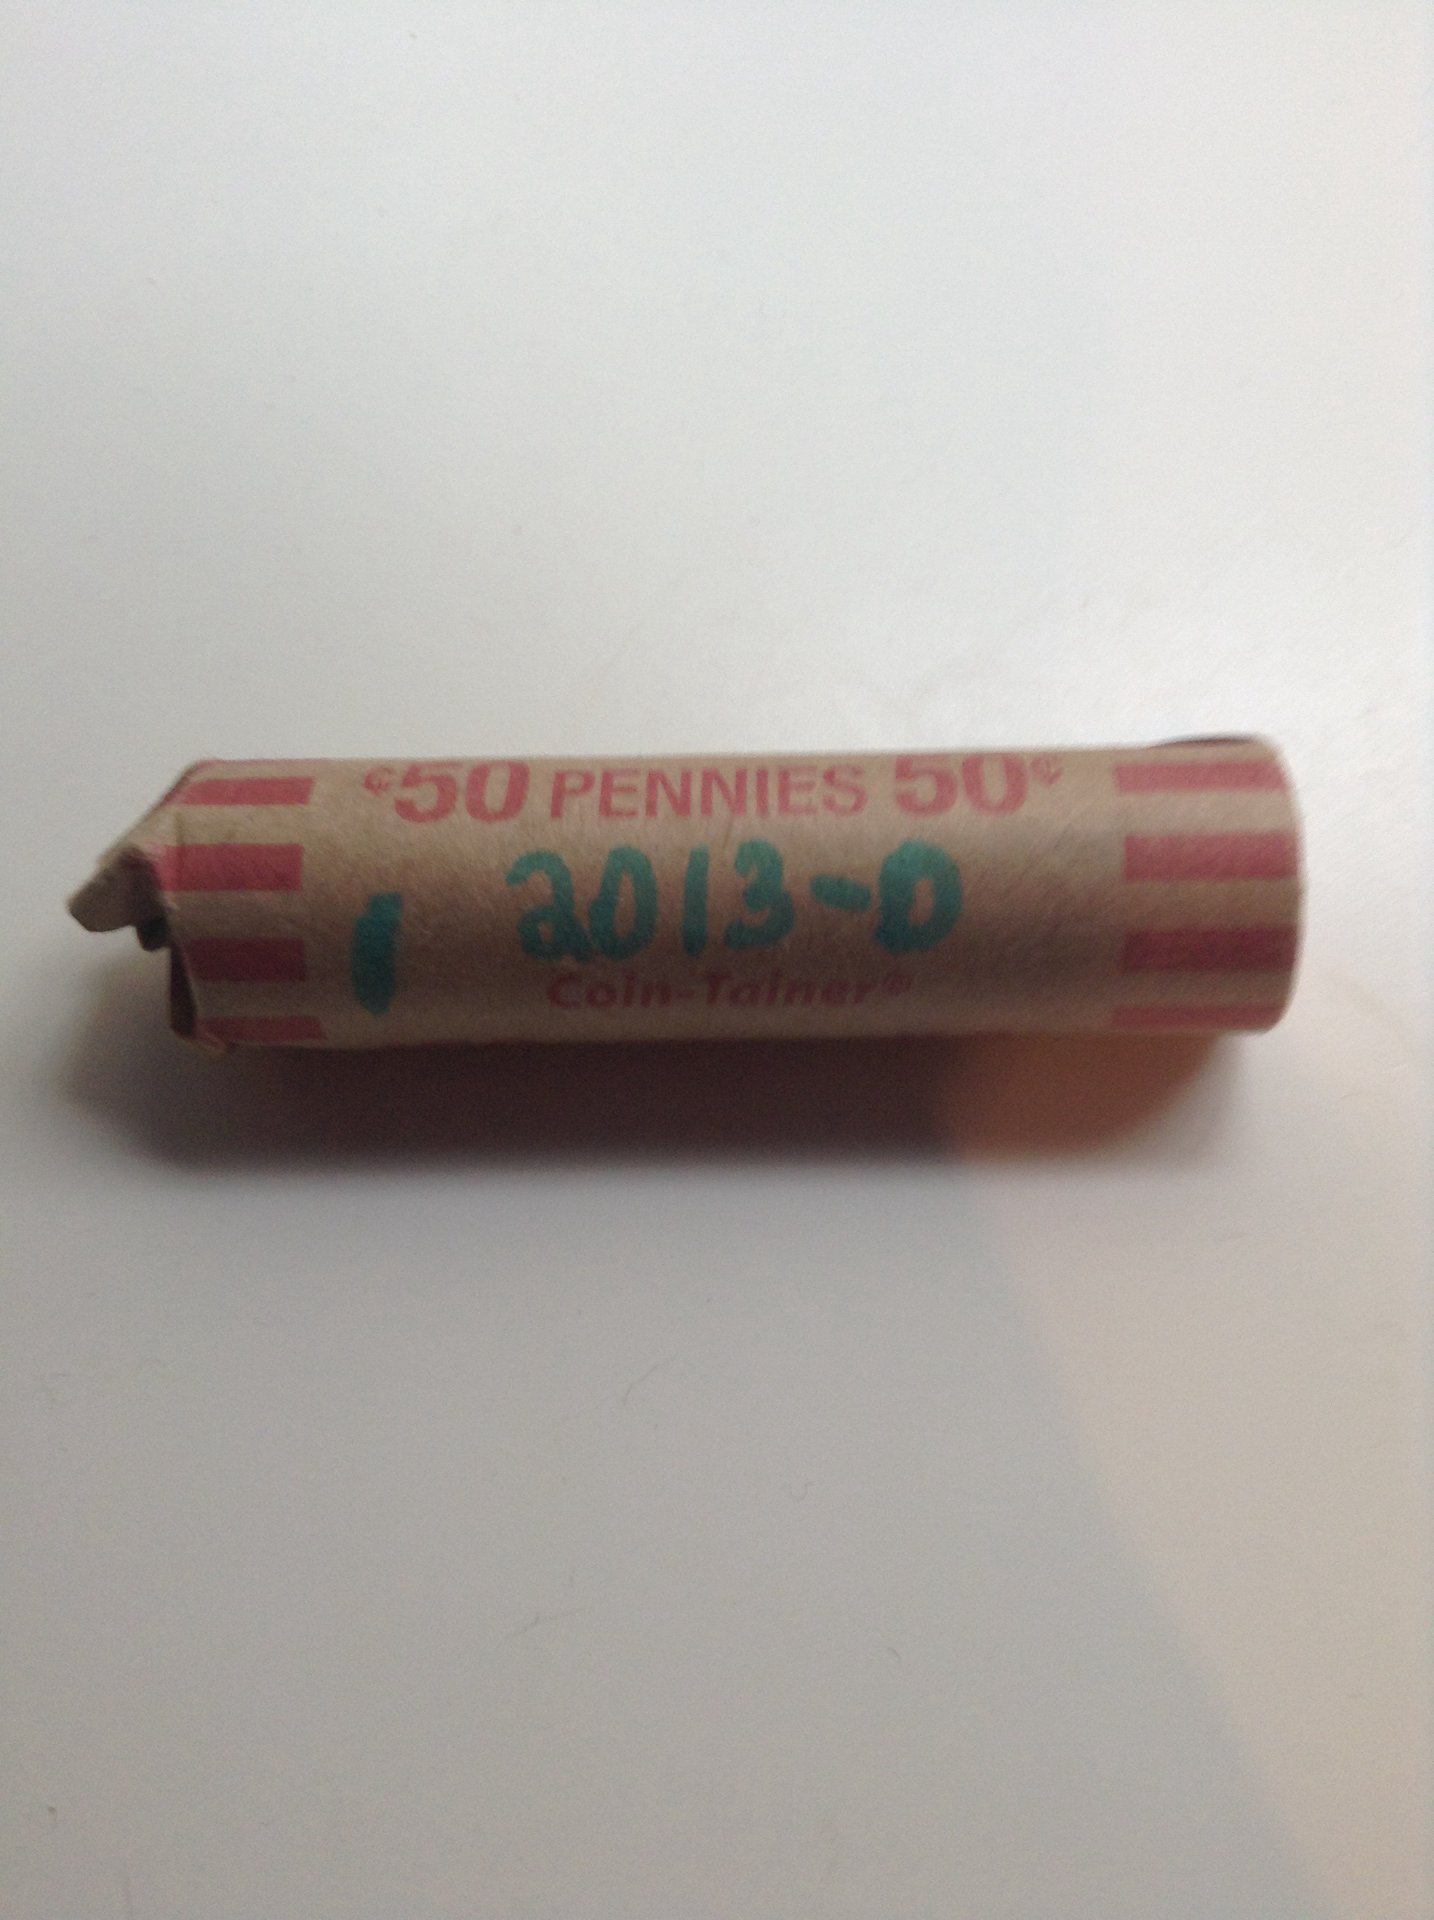 ¢50 PENNIES 50¢
1 2013-D
Coin-Tainer®